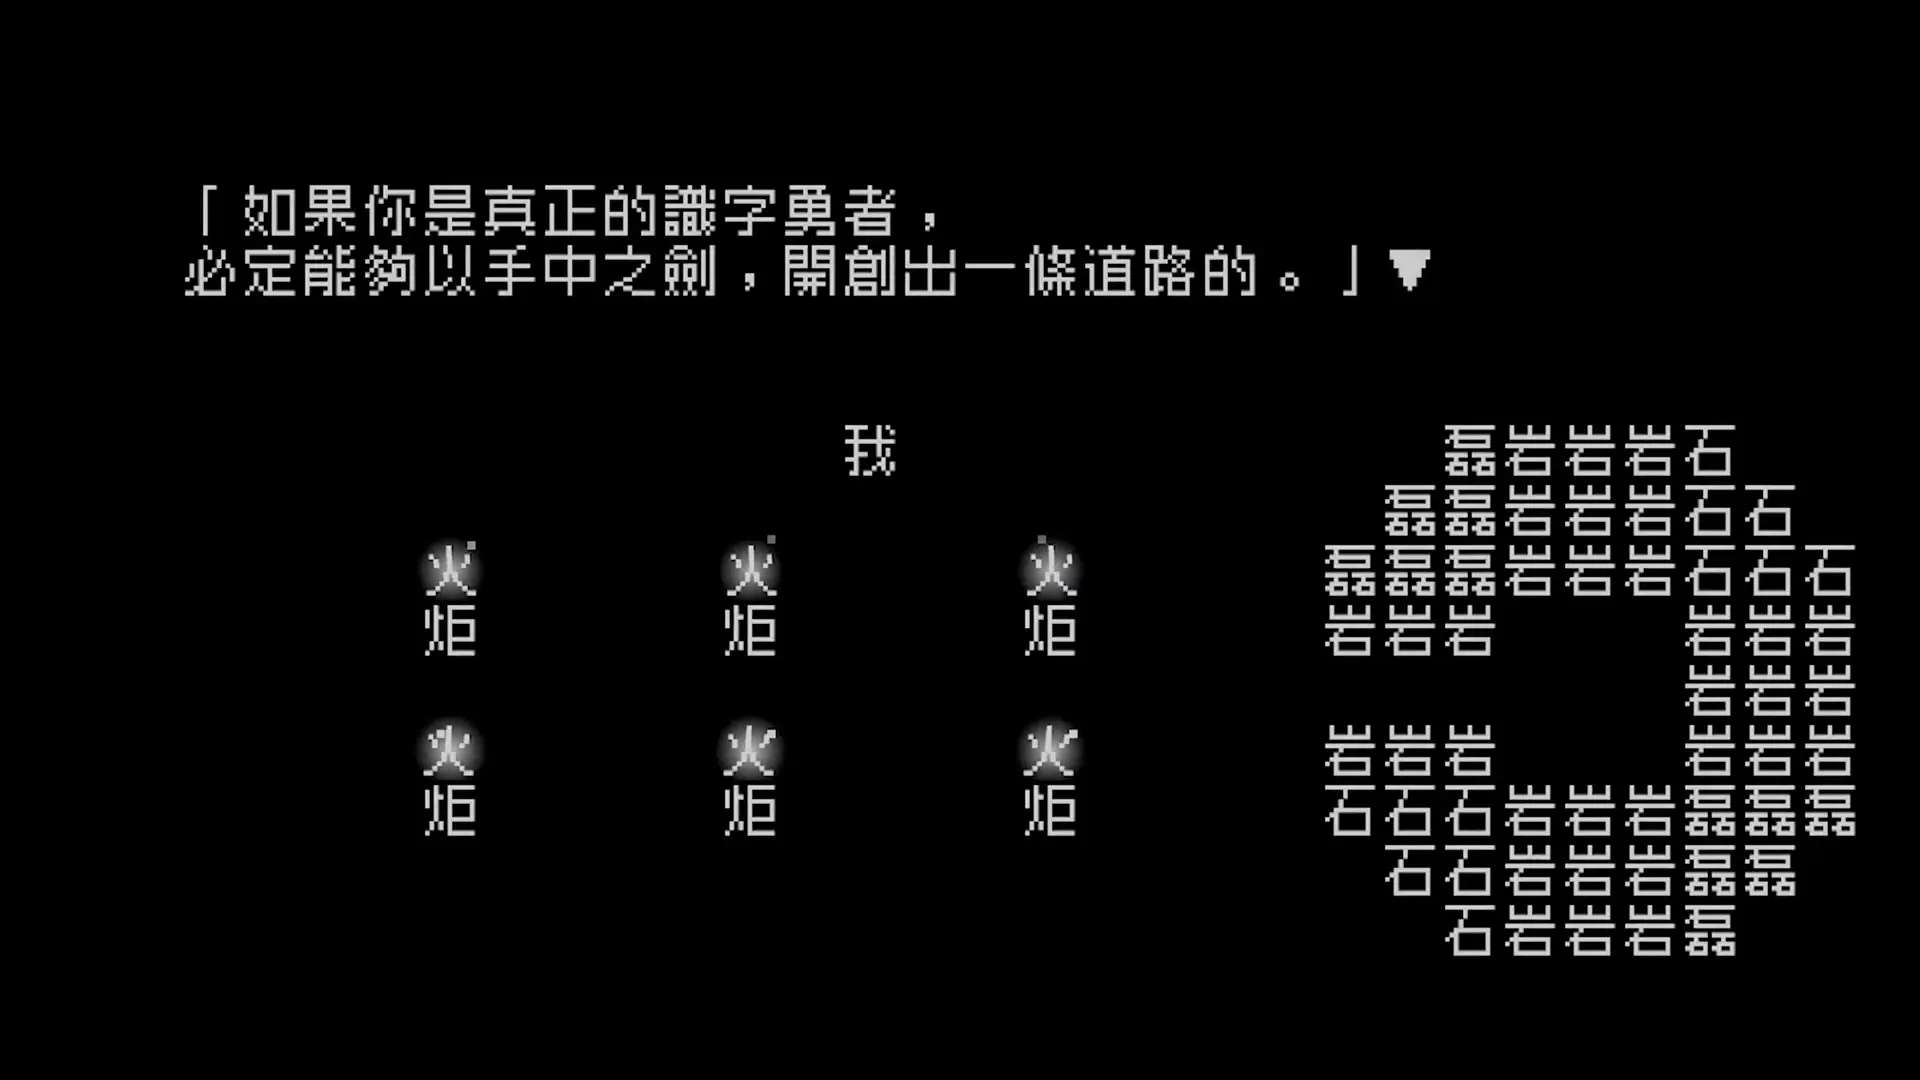 「如果你是真正的識字勇者，
必定能夠以手中之劍，開創出一條道路的。」▼
我
磊岩岩岩石
磊磊岩岩岩石石
火 火 火 磊磊磊岩岩岩石石石
炬 炬 炬 岩岩岩 岩岩岩
岩岩岩
火 火 火 岩岩岩 岩岩岩
炬 炬 炬 石石石岩岩岩磊磊磊
石石岩岩岩磊磊
石岩岩岩磊